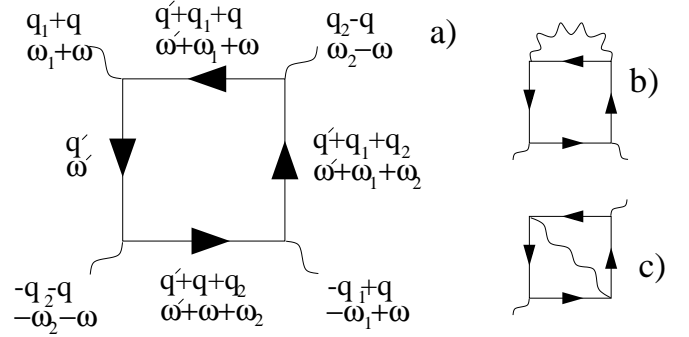 q₁+q
ω₁+ω
q′+q₁+q
ω′+ω₁+ω
q₂-q
ω₂−ω
a)
q′
ω′
q′+q₁+q₂
ω′+ω₁+ω₂
-q₂-q
−ω₂−ω
q′+q+q₂
ω′+ω+ω₂
-q₁+q
−ω₁+ω
b)
c)